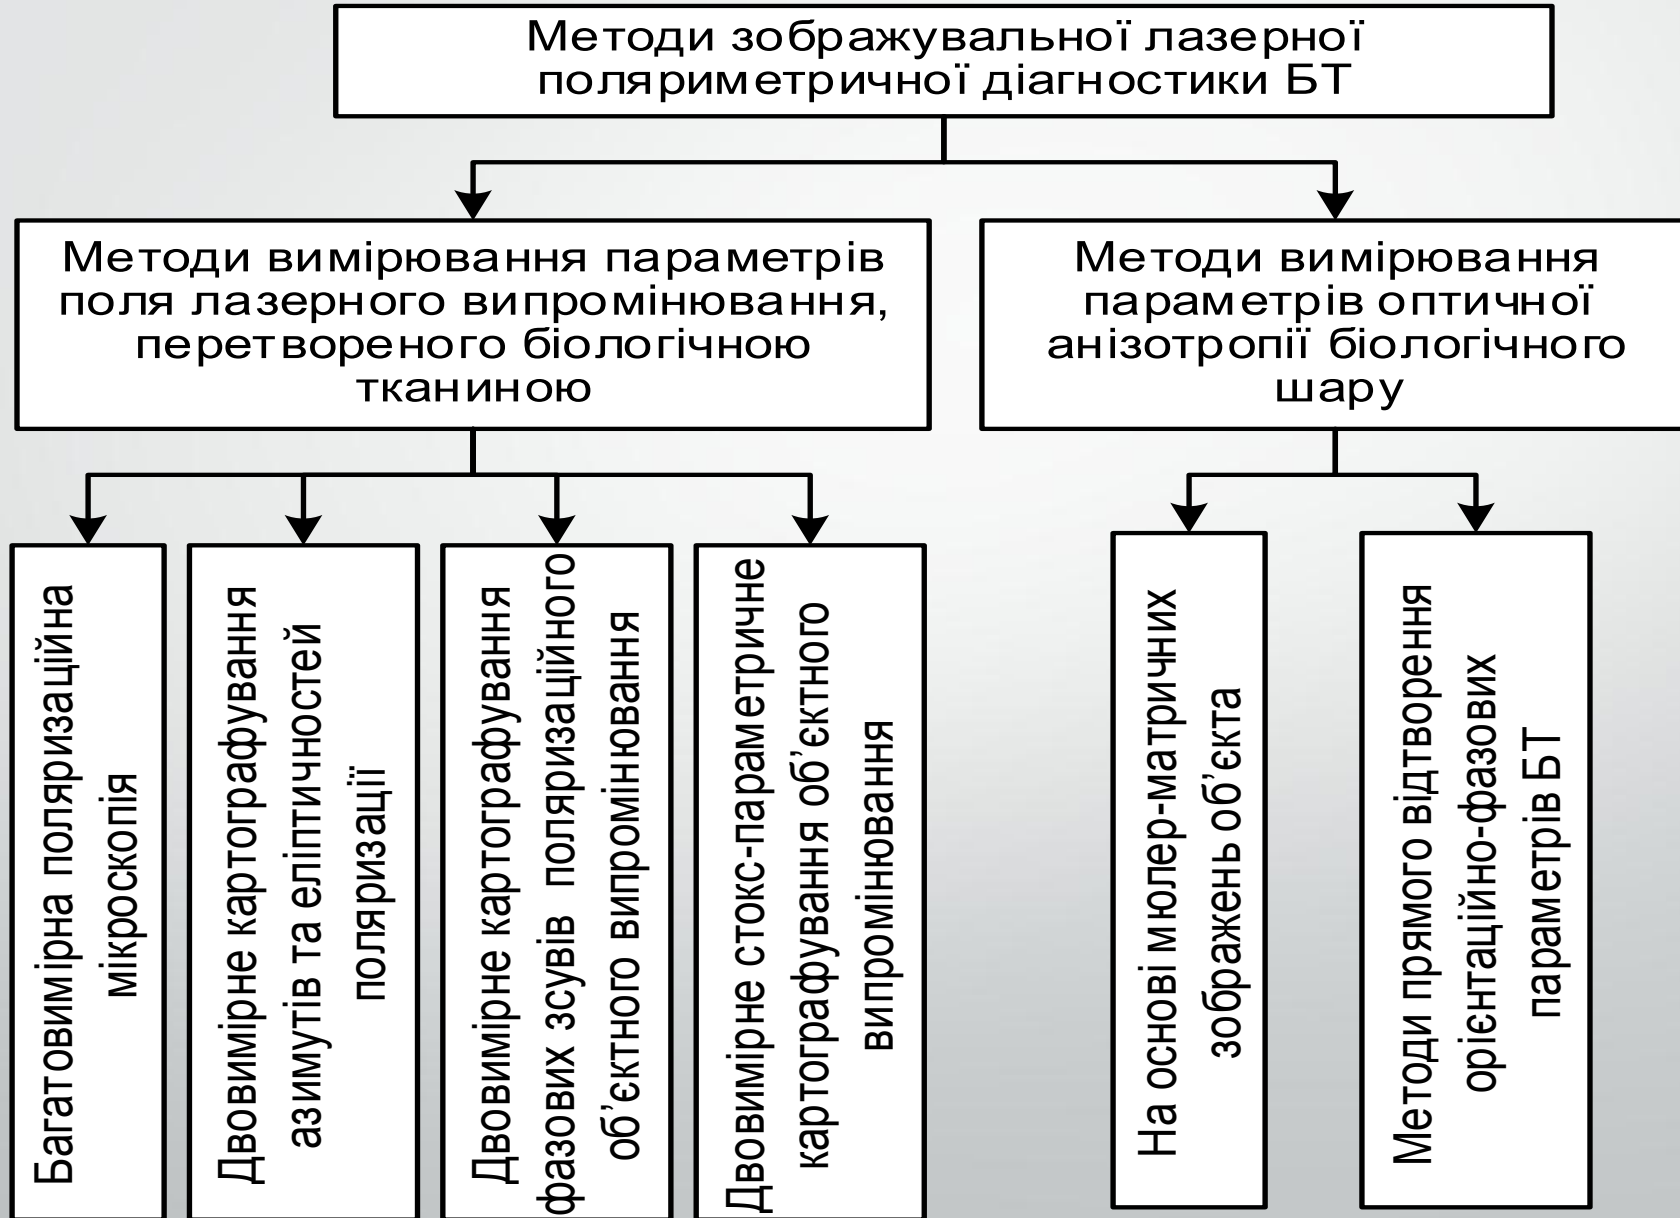 Методи зображувальної лазерної
поляриметричної діагностики БТ
Методи вимірювання параметрів
поля лазерного випромінювання,
перетвореного біологічною
тканиною
Методи вимірювання
параметрів оптичної
анізотропії біологічного
шару
Багатовимірна поляризаційна
мікроскопія
Двовимірне картографування
азимутів та еліптичностей
поляризації
Двовимірне картографування
фазових зсувів поляризаційного
об’єктного випромінювання
Двовимірне стокс-параметричне
картографування об’єктного
випромінювання
На основі мюлер-матричних
зображень об’єкта
Методи прямого відтворення
орієнтаційно-фазових
параметрів БТ